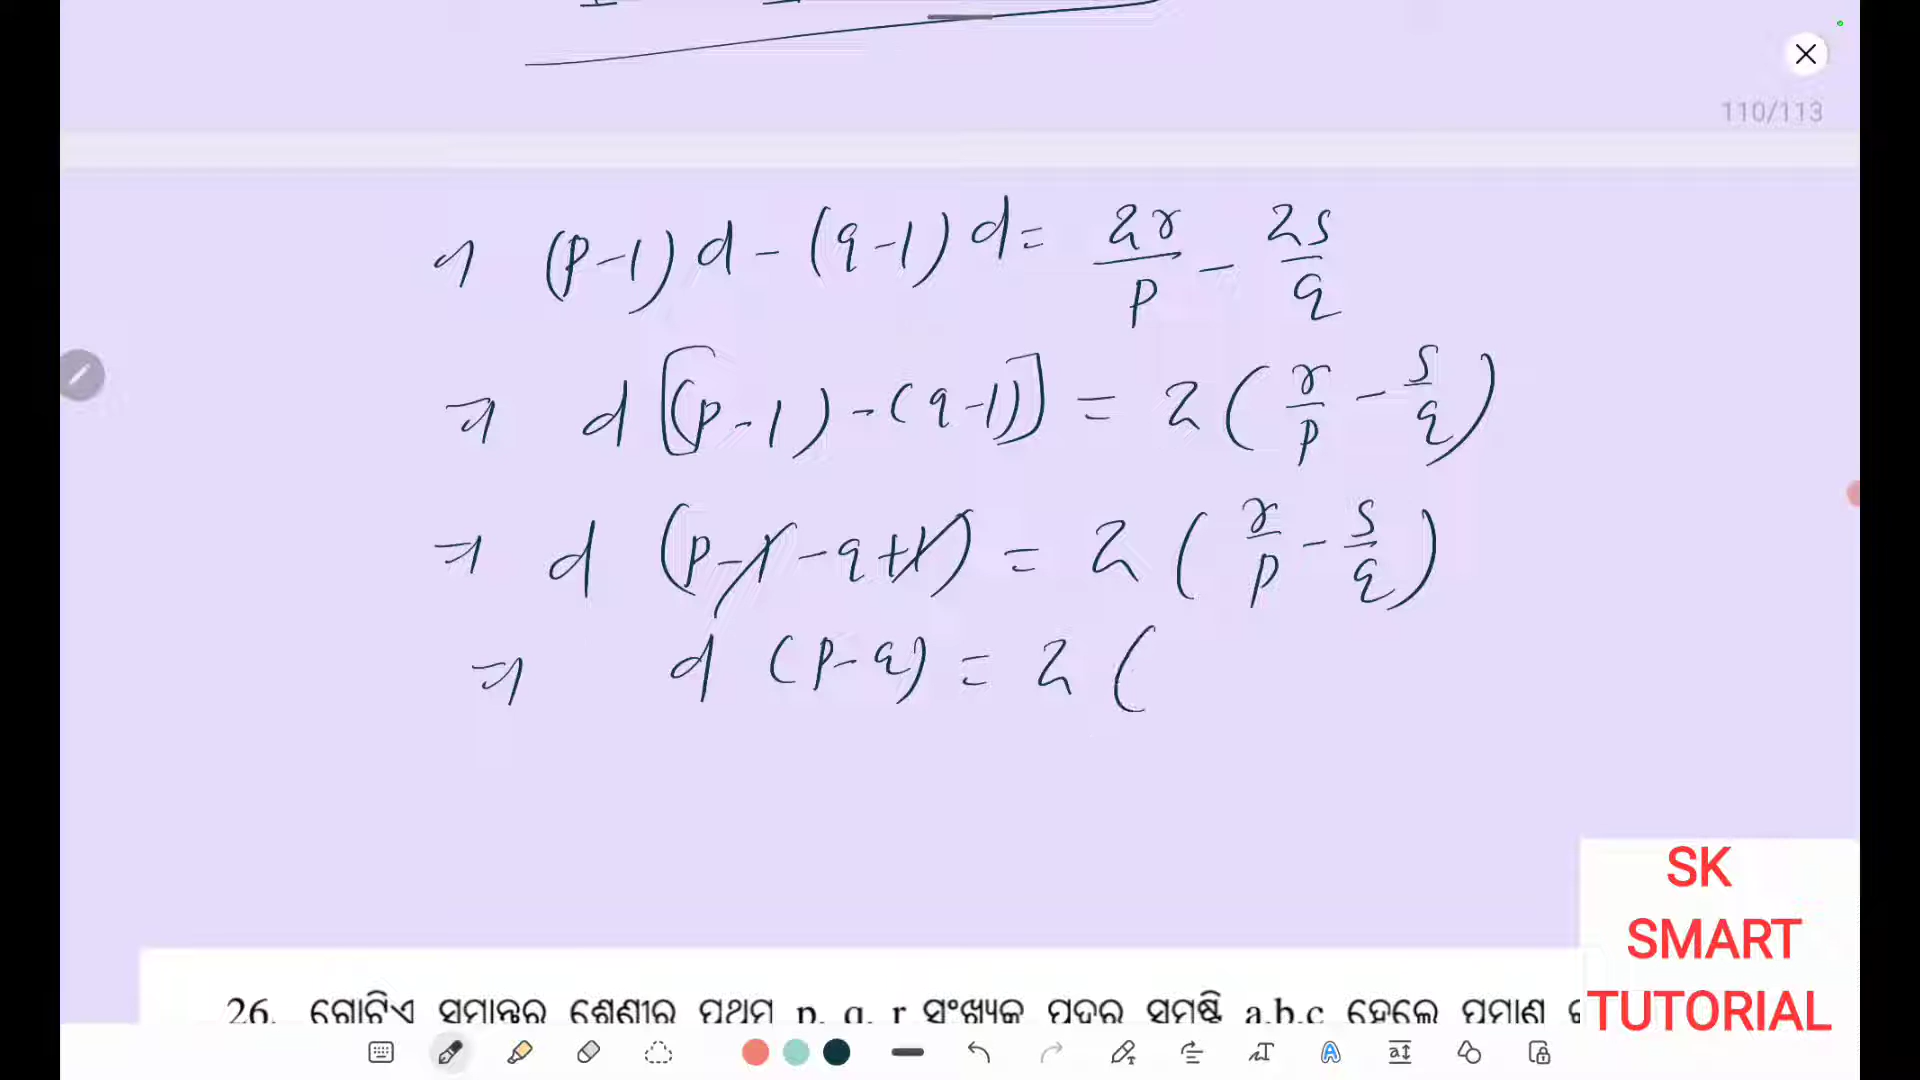 110/113
⇒ (p-1)d - (q-1)d = 2r/p - 2s/q
⇒ d[(p-1) - (q-1)] = 2(r/p - s/q)
⇒ d(p-1-q+1) = 2(r/p - s/q)
⇒ d(p-q) = 2(
26. ଗୋଟିଏ ସମାନ୍ତର ଶ୍ରେଣୀର ପ୍ରଥମ p, q, r ସଂଖ୍ୟକ ପଦର ସମଷ୍ଟି a,b,c ହେଲେ ପ୍ରମାଣ
SK
SMART
TUTORIAL